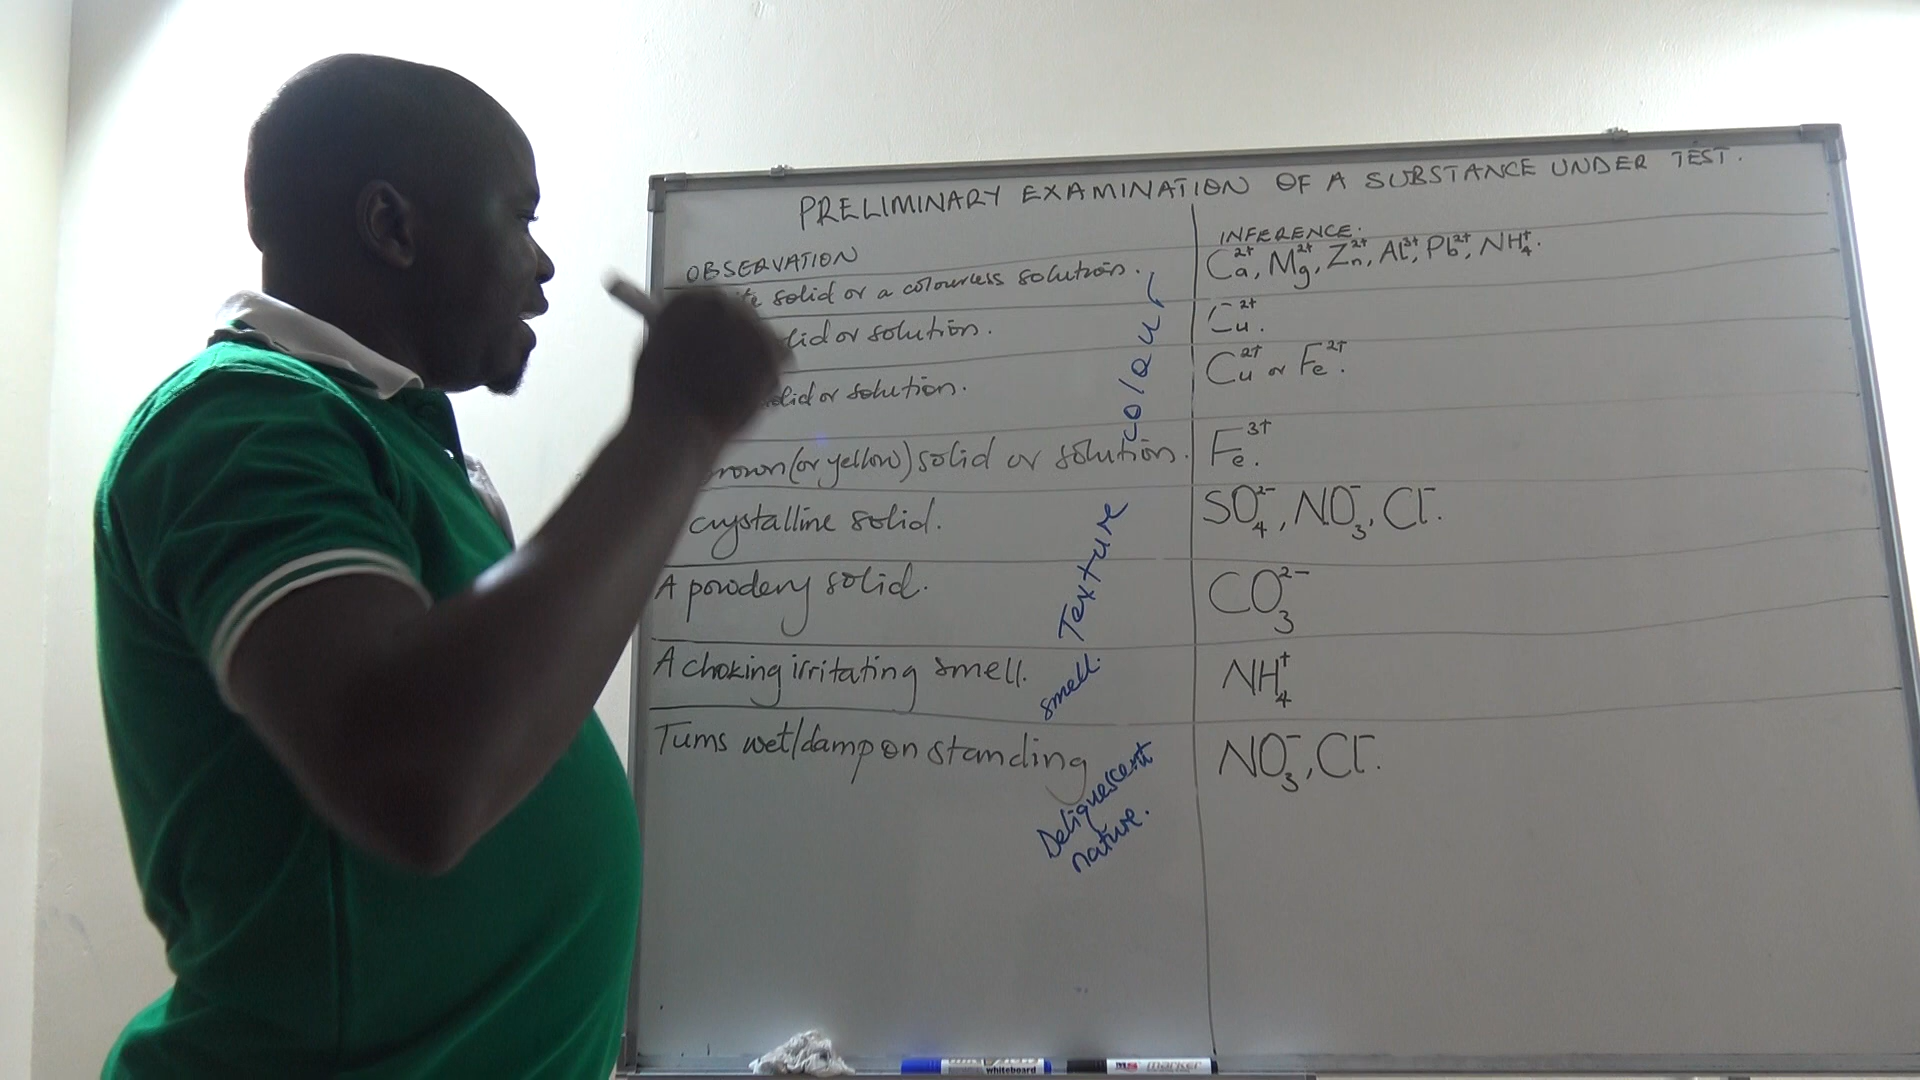 PRELIMINARY EXAMINATION OF A SUBSTANCE UNDER TEST.
OBSERVATION
INFERENCE.
solid or a colourless solution.
Ca²⁺, Mg²⁺, Zn²⁺, Al³⁺, Pb²⁺, NH₄⁺.
or solution.
Cu²⁺.
or solution.
Cu²⁺ or Fe²⁺.
(or yellow) solid or solution.
Fe³⁺.
colour
crystalline solid.
SO₄²⁻, NO₃⁻, Cl⁻.
A powdery solid.
CO₃²⁻
Texture
A choking irritating smell.
smell.
NH₄⁺
Turns wet/damp on standing
NO₃⁻, Cl⁻.
Deliquescent
nature.
whiteboard
MS marker